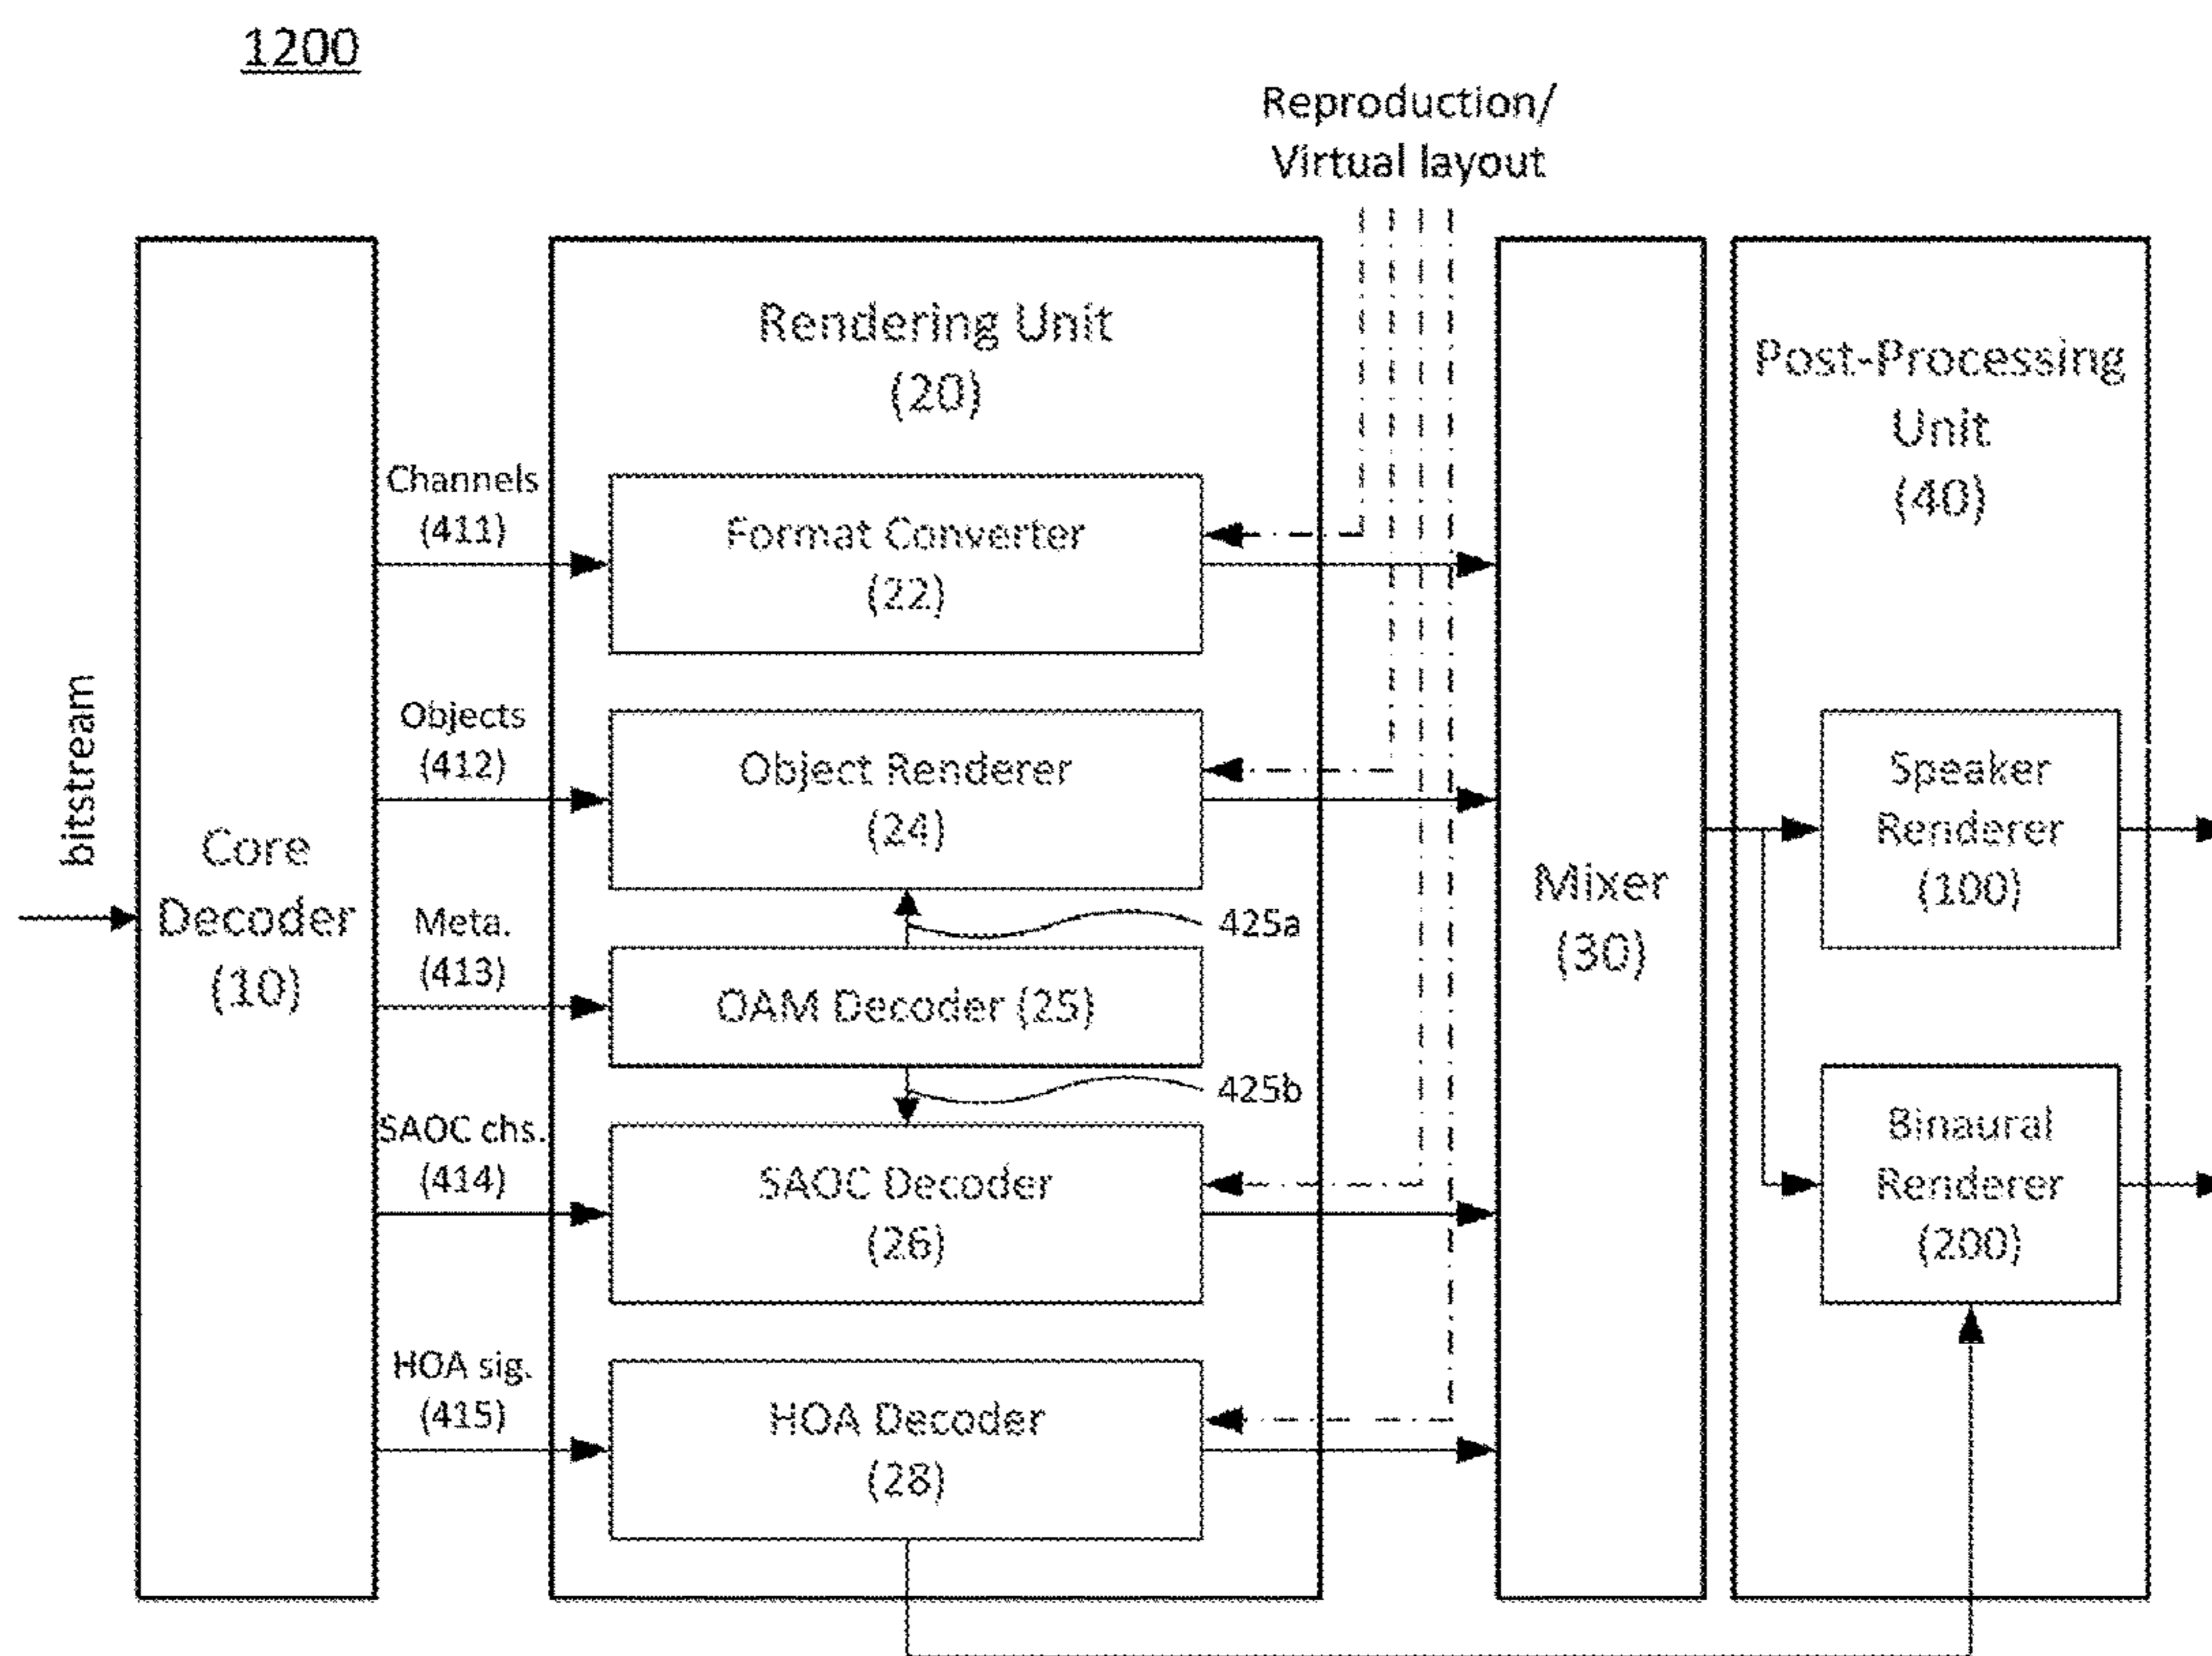 1200
Reproduction/
Virtual layout
Rendering Unit
(20)
Post-Processing
Unit
(40)
Channels
(411)
Format Converter
(22)
bitstream
Core
Decoder
(10)
Objects
(412)
Object Renderer
(24)
Speaker
Renderer
(100)
Mixer
(30)
Meta.
(413)
425a
OAM Decoder (25)
425b
SAOC chs.
(414)
SAOC Decoder
(26)
Binaural
Renderer
(200)
HOA sig.
(415)
HOA Decoder
(28)